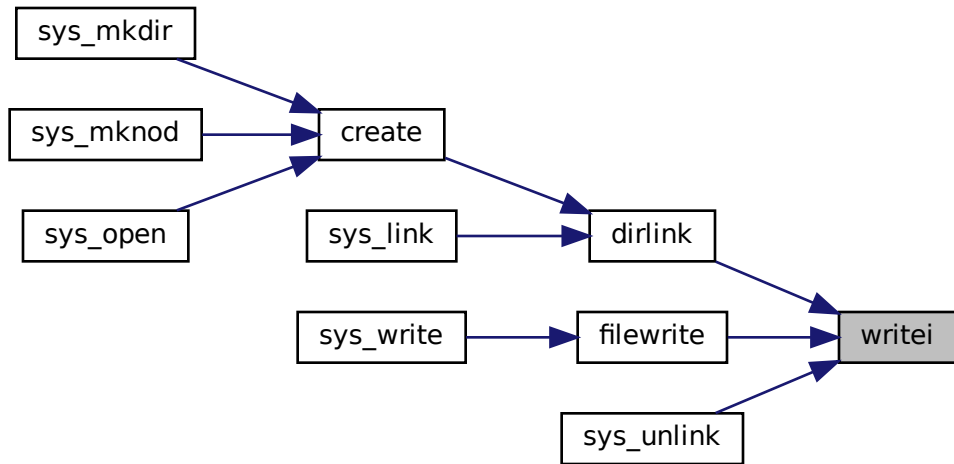 sys_mkdir
sys_mknod
create
sys_open
sys_link
dirlink
sys_write
filewrite
writei
sys_unlink